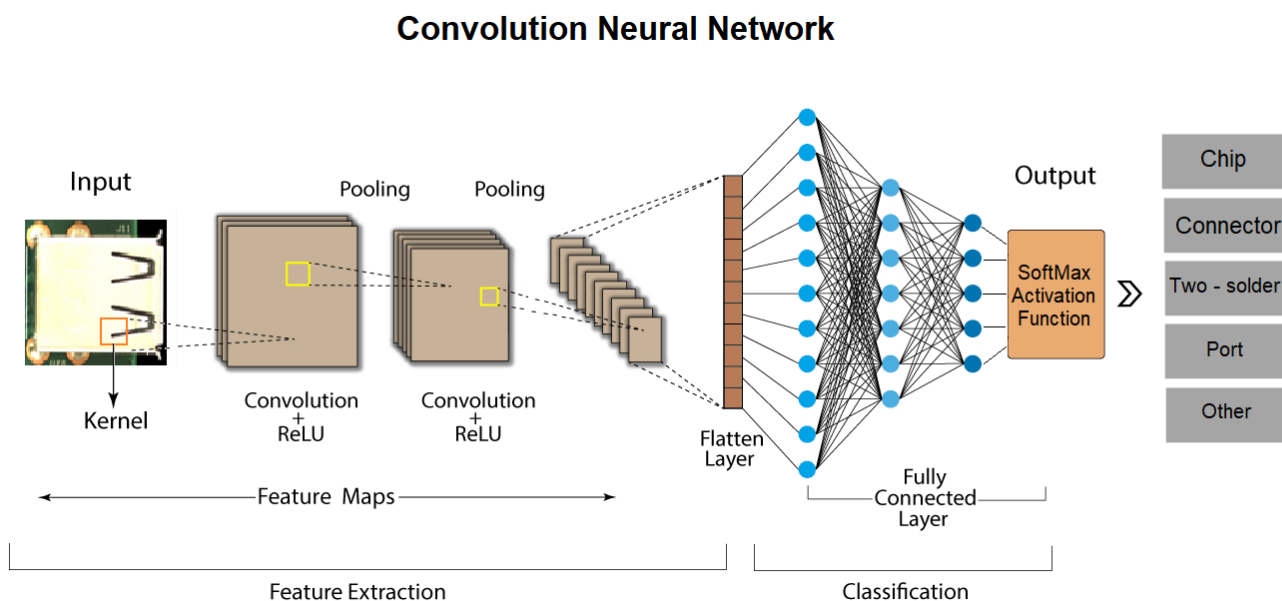 Convolution Neural Network
Input
Pooling
Pooling
Output
Kernel
Convolution
+
ReLU
Convolution
+
ReLU
Flatten
Layer
SoftMax
Activation
Function
Chip
Connector
Two - solder
Port
Other
Feature Maps
Fully
Connected
Layer
Feature Extraction
Classification